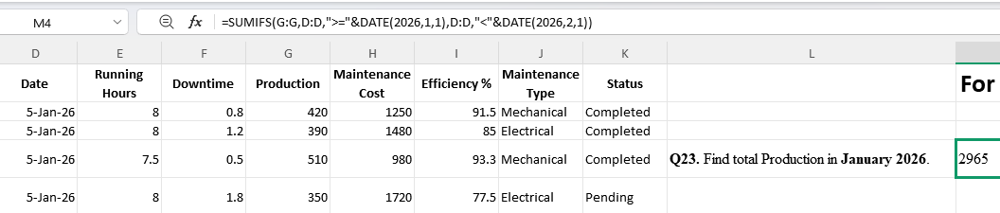 M4 fx =SUMIFS(G:G,D:D,">="&DATE(2026,1,1),D:D,"<"&DATE(2026,2,1))
D E F G H I J K L
Date Running Hours Downtime Production Maintenance Cost Efficiency % Maintenance Type Status For
5-Jan-26 8 0.8 420 1250 91.5 Mechanical Completed
5-Jan-26 8 1.2 390 1480 85 Electrical Completed
5-Jan-26 7.5 0.5 510 980 93.3 Mechanical Completed Q23. Find total Production in January 2026. 2965
5-Jan-26 8 1.8 350 1720 77.5 Electrical Pending